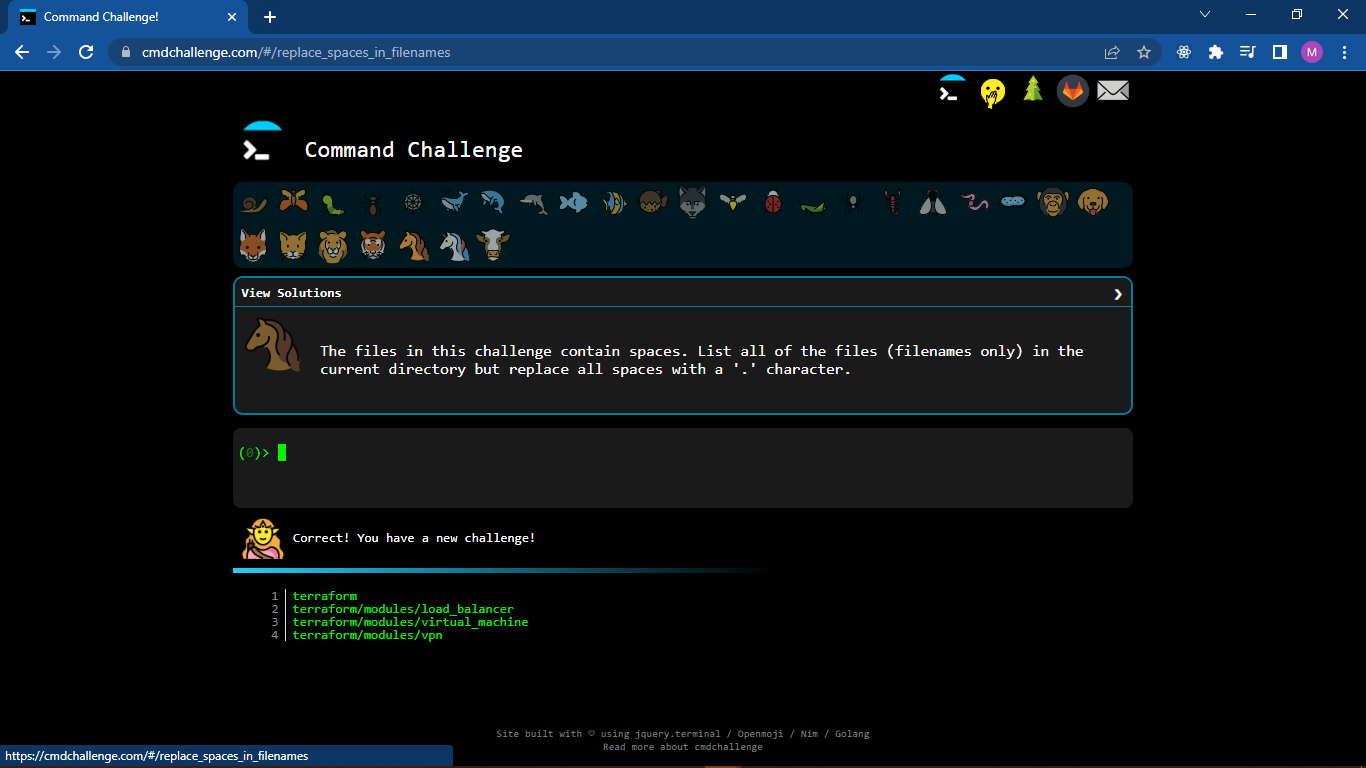 Command Challenge!
cmdchallenge.com/#/replace_spaces_in_filenames
M
Command Challenge
View Solutions
The files in this challenge contain spaces. List all of the files (filenames only) in the
current directory but replace all spaces with a '.' character.
(0)>
Correct! You have a new challenge!
1 terraform
2 terraform/modules/load_balancer
3 terraform/modules/virtual_machine
4 terraform/modules/vpn
Site built with ♡ using jquery.terminal / Openmoji / Nim / Golang
Read more about cmdchallenge
https://cmdchallenge.com/#/replace_spaces_in_filenames